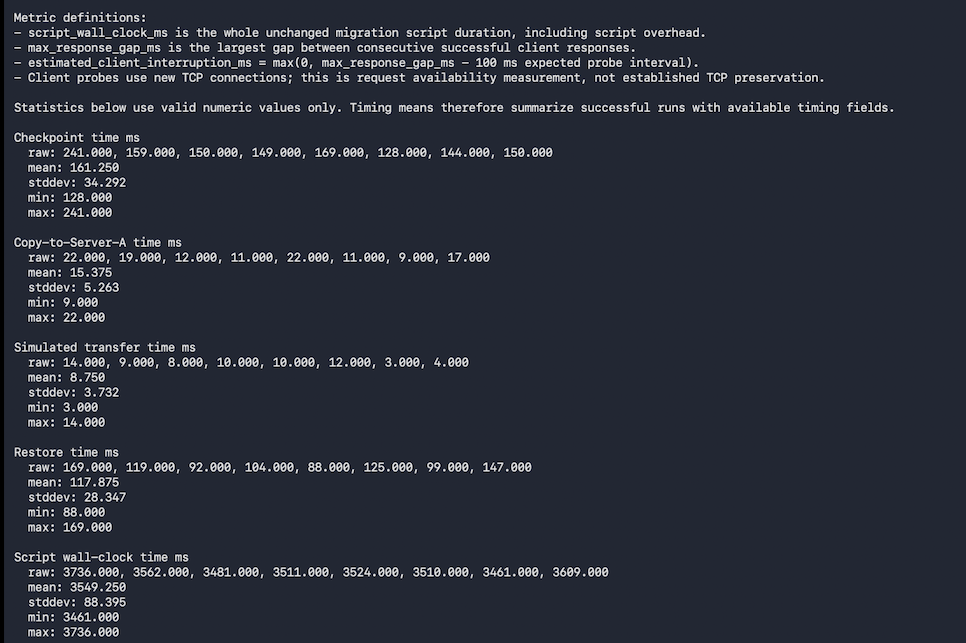 Metric definitions:
- script_wall_clock_ms is the whole unchanged migration script duration, including script overhead.
- max_response_gap_ms is the largest gap between consecutive successful client responses.
- estimated_client_interruption_ms = max(0, max_response_gap_ms - 100 ms expected probe interval).
- Client probes use new TCP connections; this is request availability measurement, not established TCP preservation.
Statistics below use valid numeric values only. Timing means therefore summarize successful runs with available timing fields.
Checkpoint time ms
raw: 241.000, 159.000, 150.000, 149.000, 169.000, 128.000, 144.000, 150.000
mean: 161.250
stddev: 34.292
min: 128.000
max: 241.000
Copy-to-Server-A time ms
raw: 22.000, 19.000, 12.000, 11.000, 22.000, 11.000, 9.000, 17.000
mean: 15.375
stddev: 5.263
min: 9.000
max: 22.000
Simulated transfer time ms
raw: 14.000, 9.000, 8.000, 10.000, 10.000, 12.000, 3.000, 4.000
mean: 8.750
stddev: 3.732
min: 3.000
max: 14.000
Restore time ms
raw: 169.000, 119.000, 92.000, 104.000, 88.000, 125.000, 99.000, 147.000
mean: 117.875
stddev: 28.347
min: 88.000
max: 169.000
Script wall-clock time ms
raw: 3736.000, 3562.000, 3481.000, 3511.000, 3524.000, 3510.000, 3461.000, 3609.000
mean: 3549.250
stddev: 88.395
min: 3461.000
max: 3736.000